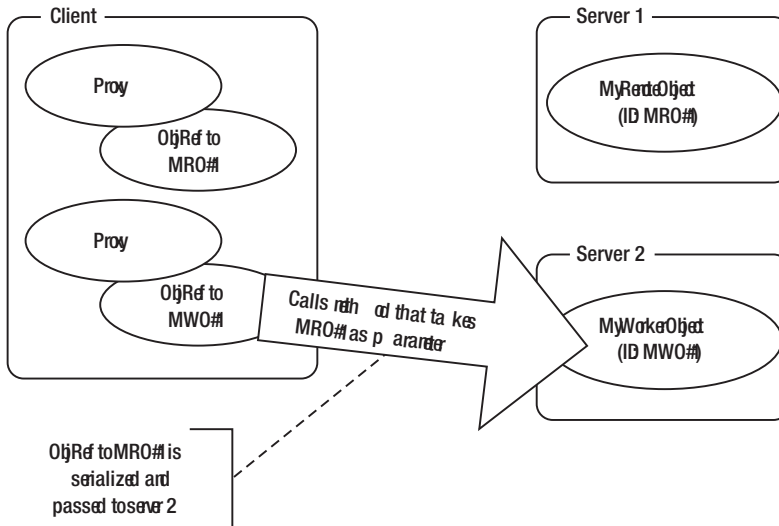 Client
Proxy
ObjRef to
MRO#1
Proxy
ObjRef to
MWO#1
Server 1
MyRemoteObject
(ID: MRO#1)
Server 2
MyWorkerObject
(ID: MWO#1)
Calls method that takes
MRO#1 as parameter
ObjRef to MRO#1 is
serialized and
passed to server 2